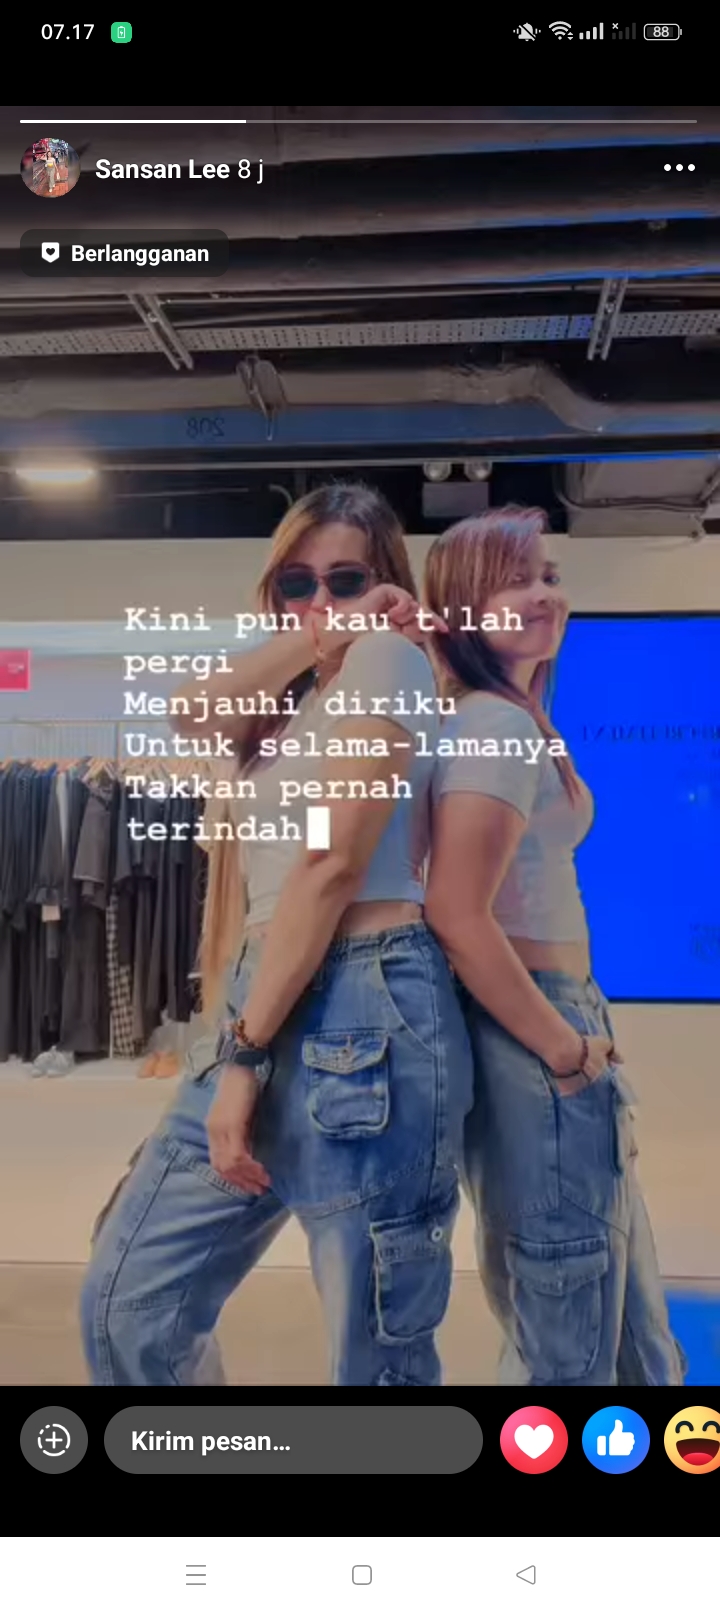 07.17
88
Sansan Lee 8 j
Berlangganan
208
Kini pun kau t'lah
pergi
Menjauhi diriku
Untuk selama-lamanya
Takkan pernah
terindah
Kirim pesan...